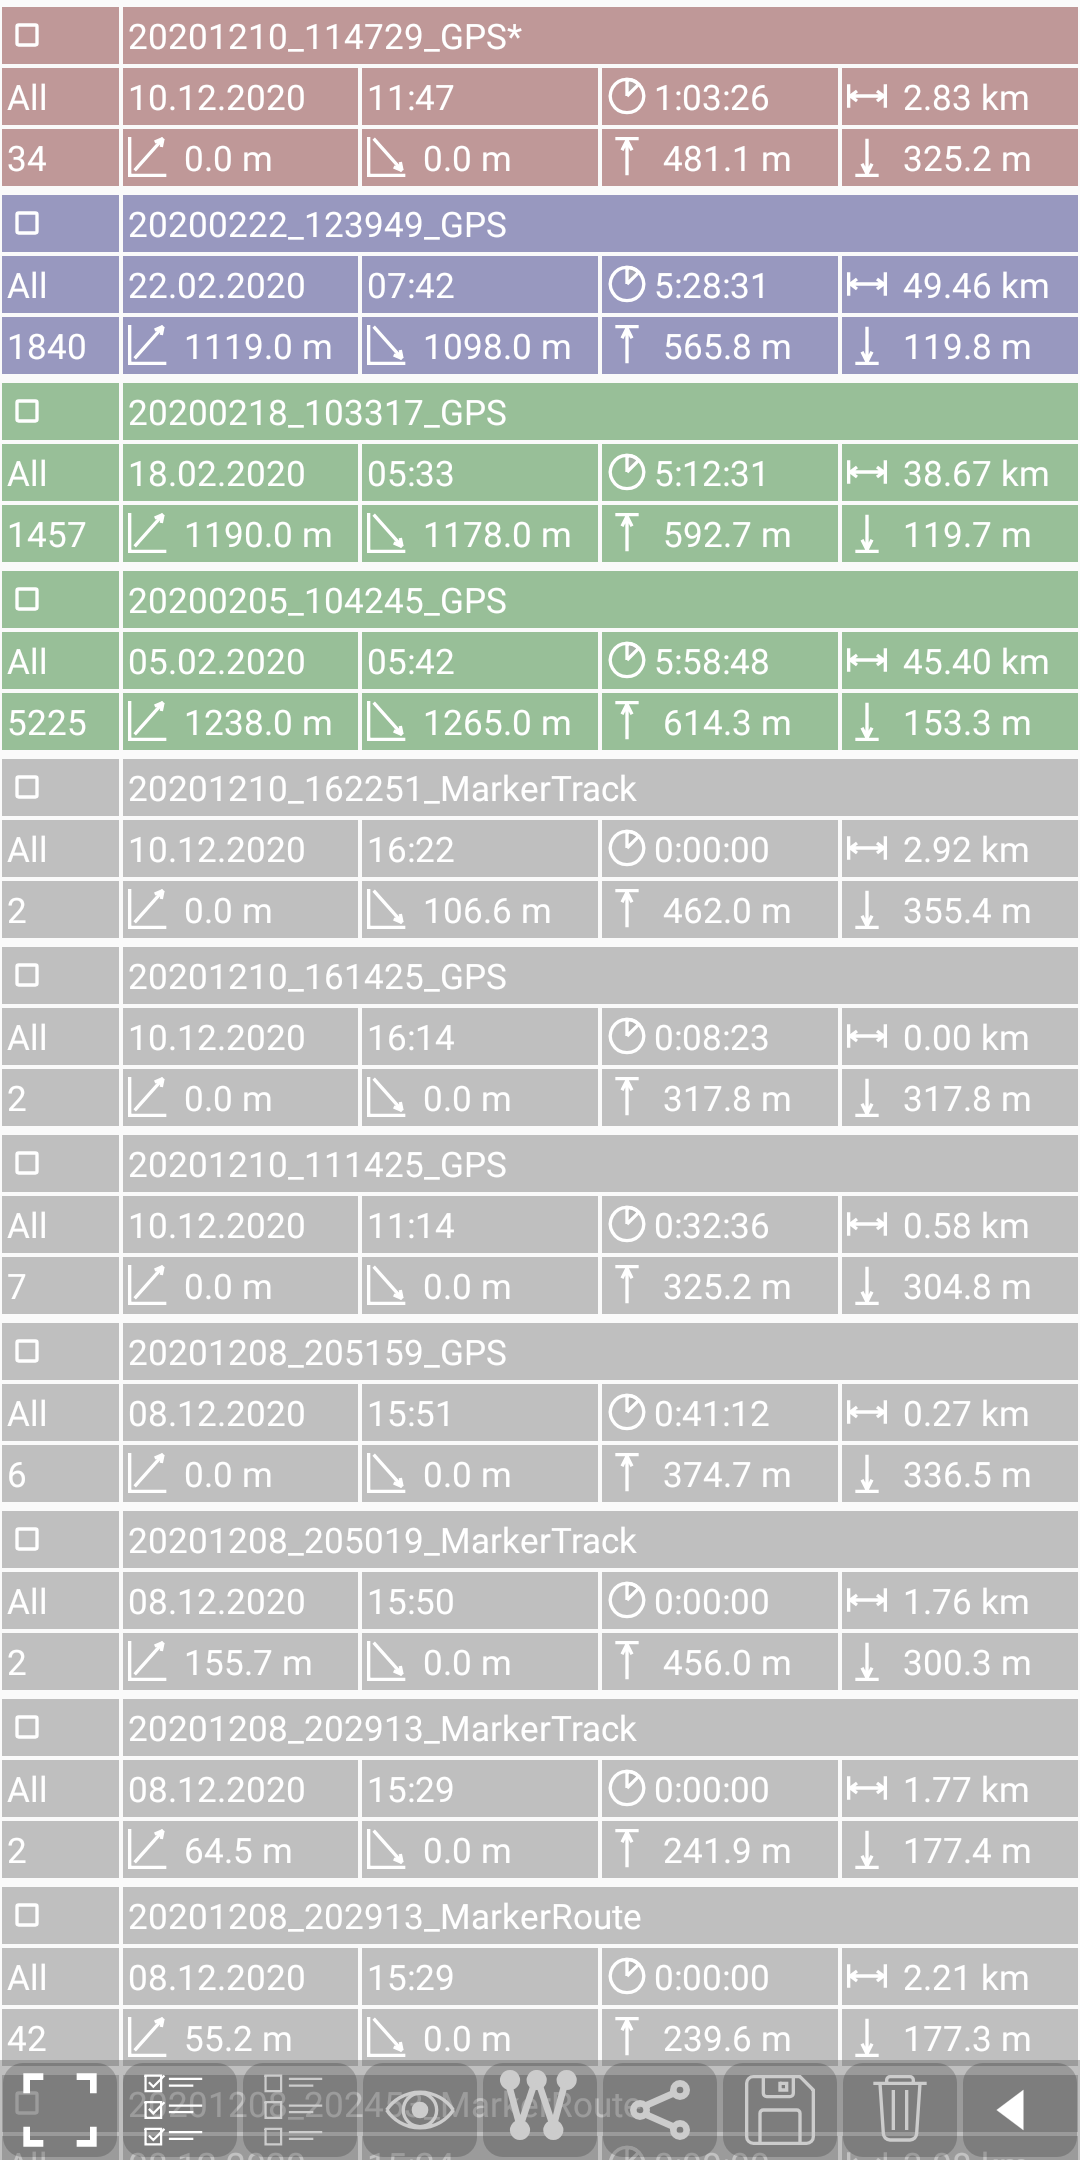 20201210_114729_GPS*
All 10.12.2020 11:47 1:03:26 2.83 km
34 0.0 m 0.0 m 481.1 m 325.2 m
20200222_123949_GPS
All 22.02.2020 07:42 5:28:31 49.46 km
1840 1119.0 m 1098.0 m 565.8 m 119.8 m
20200218_103317_GPS
All 18.02.2020 05:33 5:12:31 38.67 km
1457 1190.0 m 1178.0 m 592.7 m 119.7 m
20200205_104245_GPS
All 05.02.2020 05:42 5:58:48 45.40 km
5225 1238.0 m 1265.0 m 614.3 m 153.3 m
20201210_162251_MarkerTrack
All 10.12.2020 16:22 0:00:00 2.92 km
2 0.0 m 106.6 m 462.0 m 355.4 m
20201210_161425_GPS
All 10.12.2020 16:14 0:08:23 0.00 km
2 0.0 m 0.0 m 317.8 m 317.8 m
20201210_111425_GPS
All 10.12.2020 11:14 0:32:36 0.58 km
7 0.0 m 0.0 m 325.2 m 304.8 m
20201208_205159_GPS
All 08.12.2020 15:51 0:41:12 0.27 km
6 0.0 m 0.0 m 374.7 m 336.5 m
20201208_205019_MarkerTrack
All 08.12.2020 15:50 0:00:00 1.76 km
2 155.7 m 0.0 m 456.0 m 300.3 m
20201208_202913_MarkerTrack
All 08.12.2020 15:29 0:00:00 1.77 km
2 64.5 m 0.0 m 241.9 m 177.4 m
20201208_202913_MarkerRoute
All 08.12.2020 15:29 0:00:00 2.21 km
42 55.2 m 0.0 m 239.6 m 177.3 m